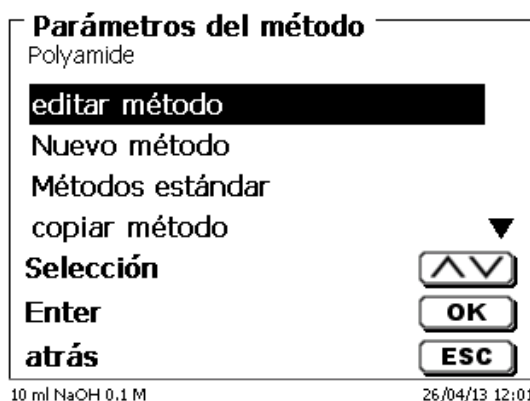 Parámetros del método
Polyamide
editar método
Nuevo método
Métodos estándar
copiar método
Selección
Enter OK
atrás ESC
10 ml NaOH 0.1 M 26/04/13 12:01